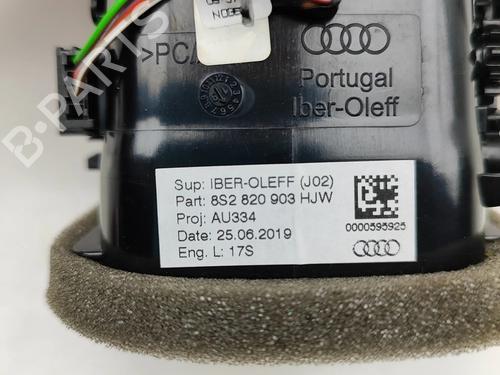 >PC/
Portugal
Iber-Oleff
Sup: IBER-OLEFF (J02)
Part: 8S2 820 903 HJW
Proj: AU334
Date: 25.06.2019
Eng. L: 17S
0000595925
B-PARTS